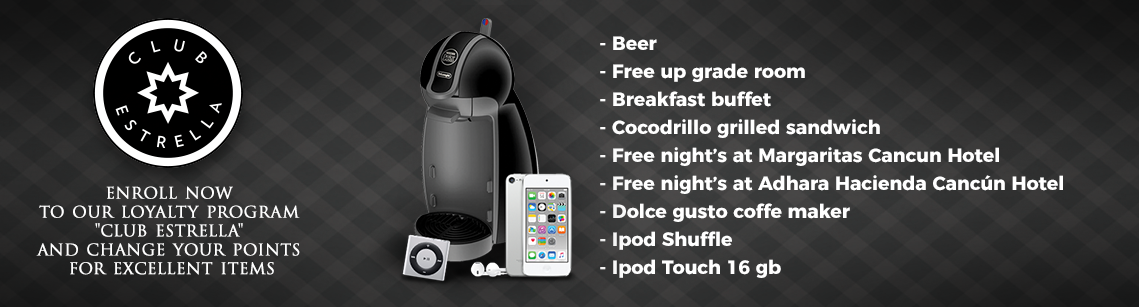 CLUB
ESTRELLA
ENROLL NOW
TO OUR LOYALTY PROGRAM
"CLUB ESTRELLA"
AND CHANGE YOUR POINTS
FOR EXCELLENT ITEMS
- Beer
- Free up grade room
- Breakfast buffet
- Cocodrillo grilled sandwich
- Free night's at Margaritas Cancun Hotel
- Free night's at Adhara Hacienda Cancún Hotel
- Dolce gusto coffe maker
- Ipod Shuffle
- Ipod Touch 16 gb